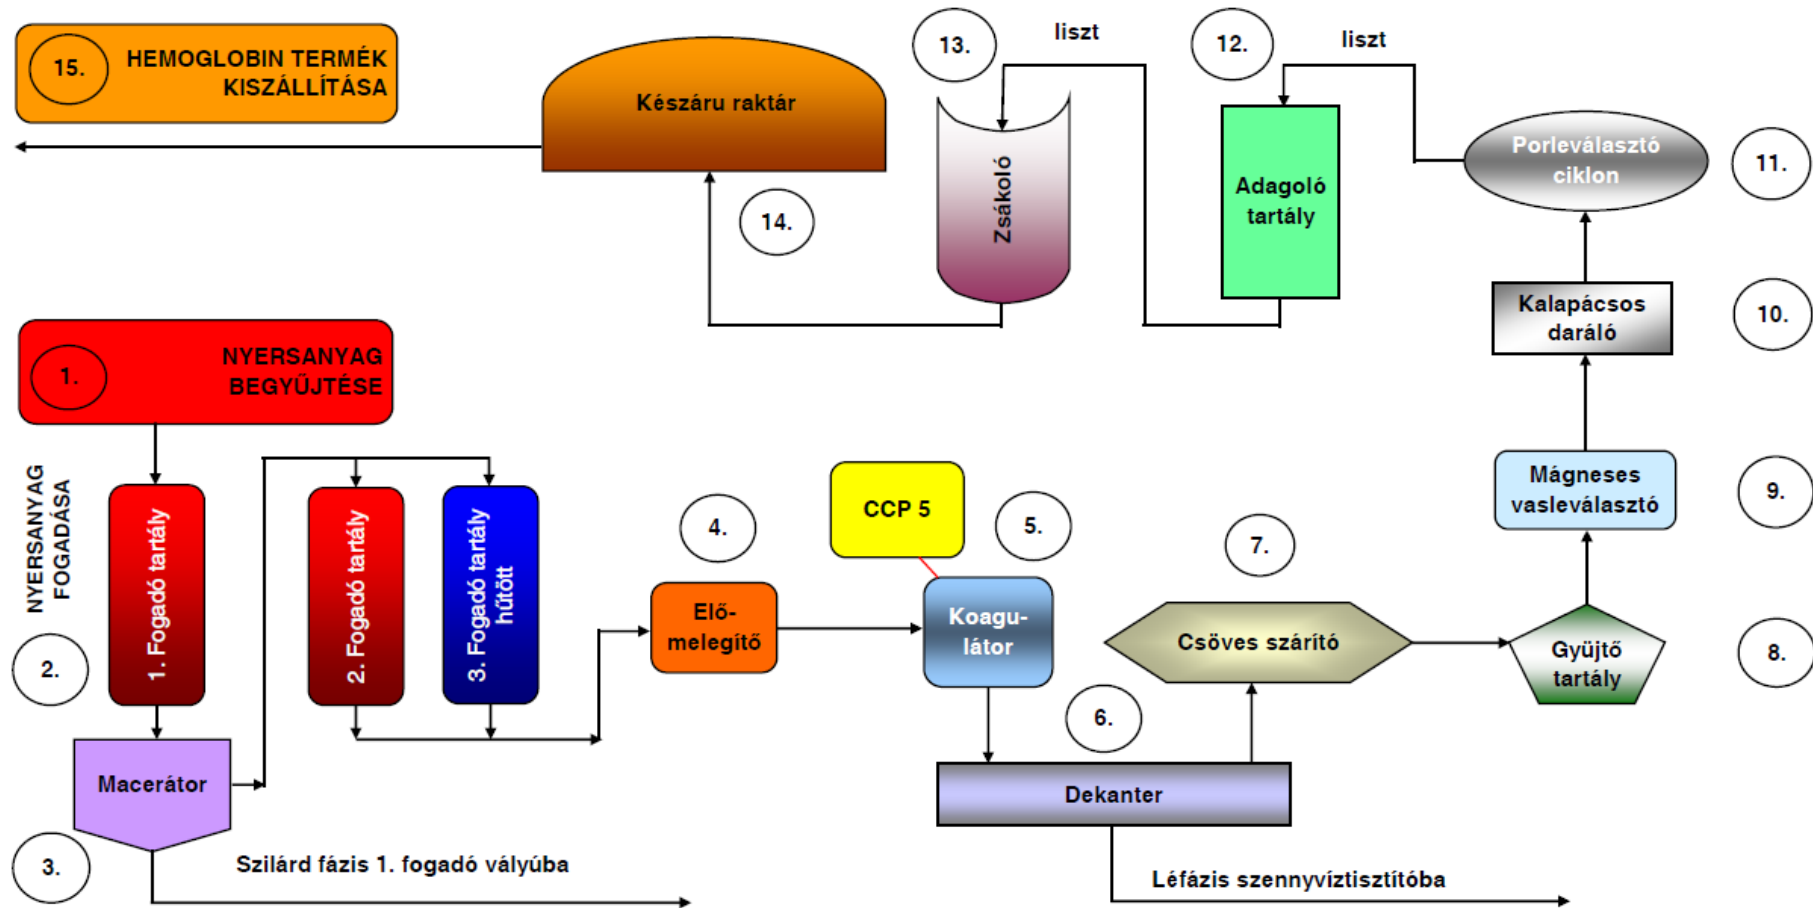 15.
HEMOGLOBIN TERMÉK
KISZÁLLÍTÁSA
Készáru raktár
14.
13.
liszt
Zsákoló
12.
liszt
Adagoló
tartály
Porleválasztó
ciklon
11.
Kalapácsos
daráló
10.
1.
NYERSANYAG
BEGYŰJTÉSE
NYERSANYAG
FOGADÁSA
2.
1. Fogadó tartály
2. Fogadó tartály
3. Fogadó tartály
hűtött
Macerátor
3.
Szilárd fázis 1. fogadó vályúba
4.
Elő-
melegítő
CCP 5
5.
Koagu-
látor
6.
Dekanter
Léfázis szennyvíztisztítóba
7.
Csöves szárító
Gyüjtő
tartály
8.
Mágneses
vasleválasztó
9.